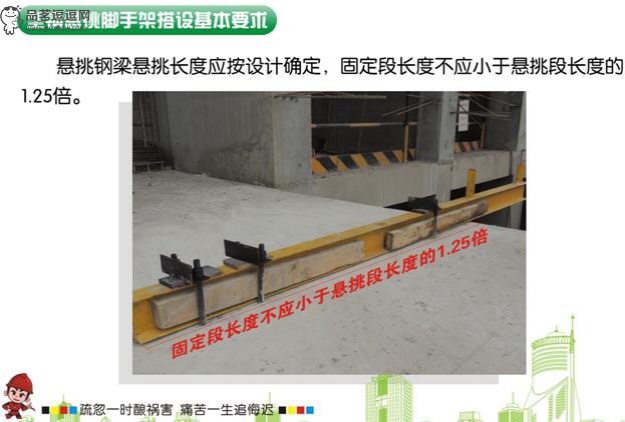 品茗逗逗网
型钢悬挑脚手架搭设基本要求
悬挑钢梁悬挑长度应按设计确定，固定段长度不应小于悬挑段长度的
1.25倍。
固定段长度不应小于悬挑段长度的1.25倍
疏忽一时酿祸害 痛苦一生追悔迟